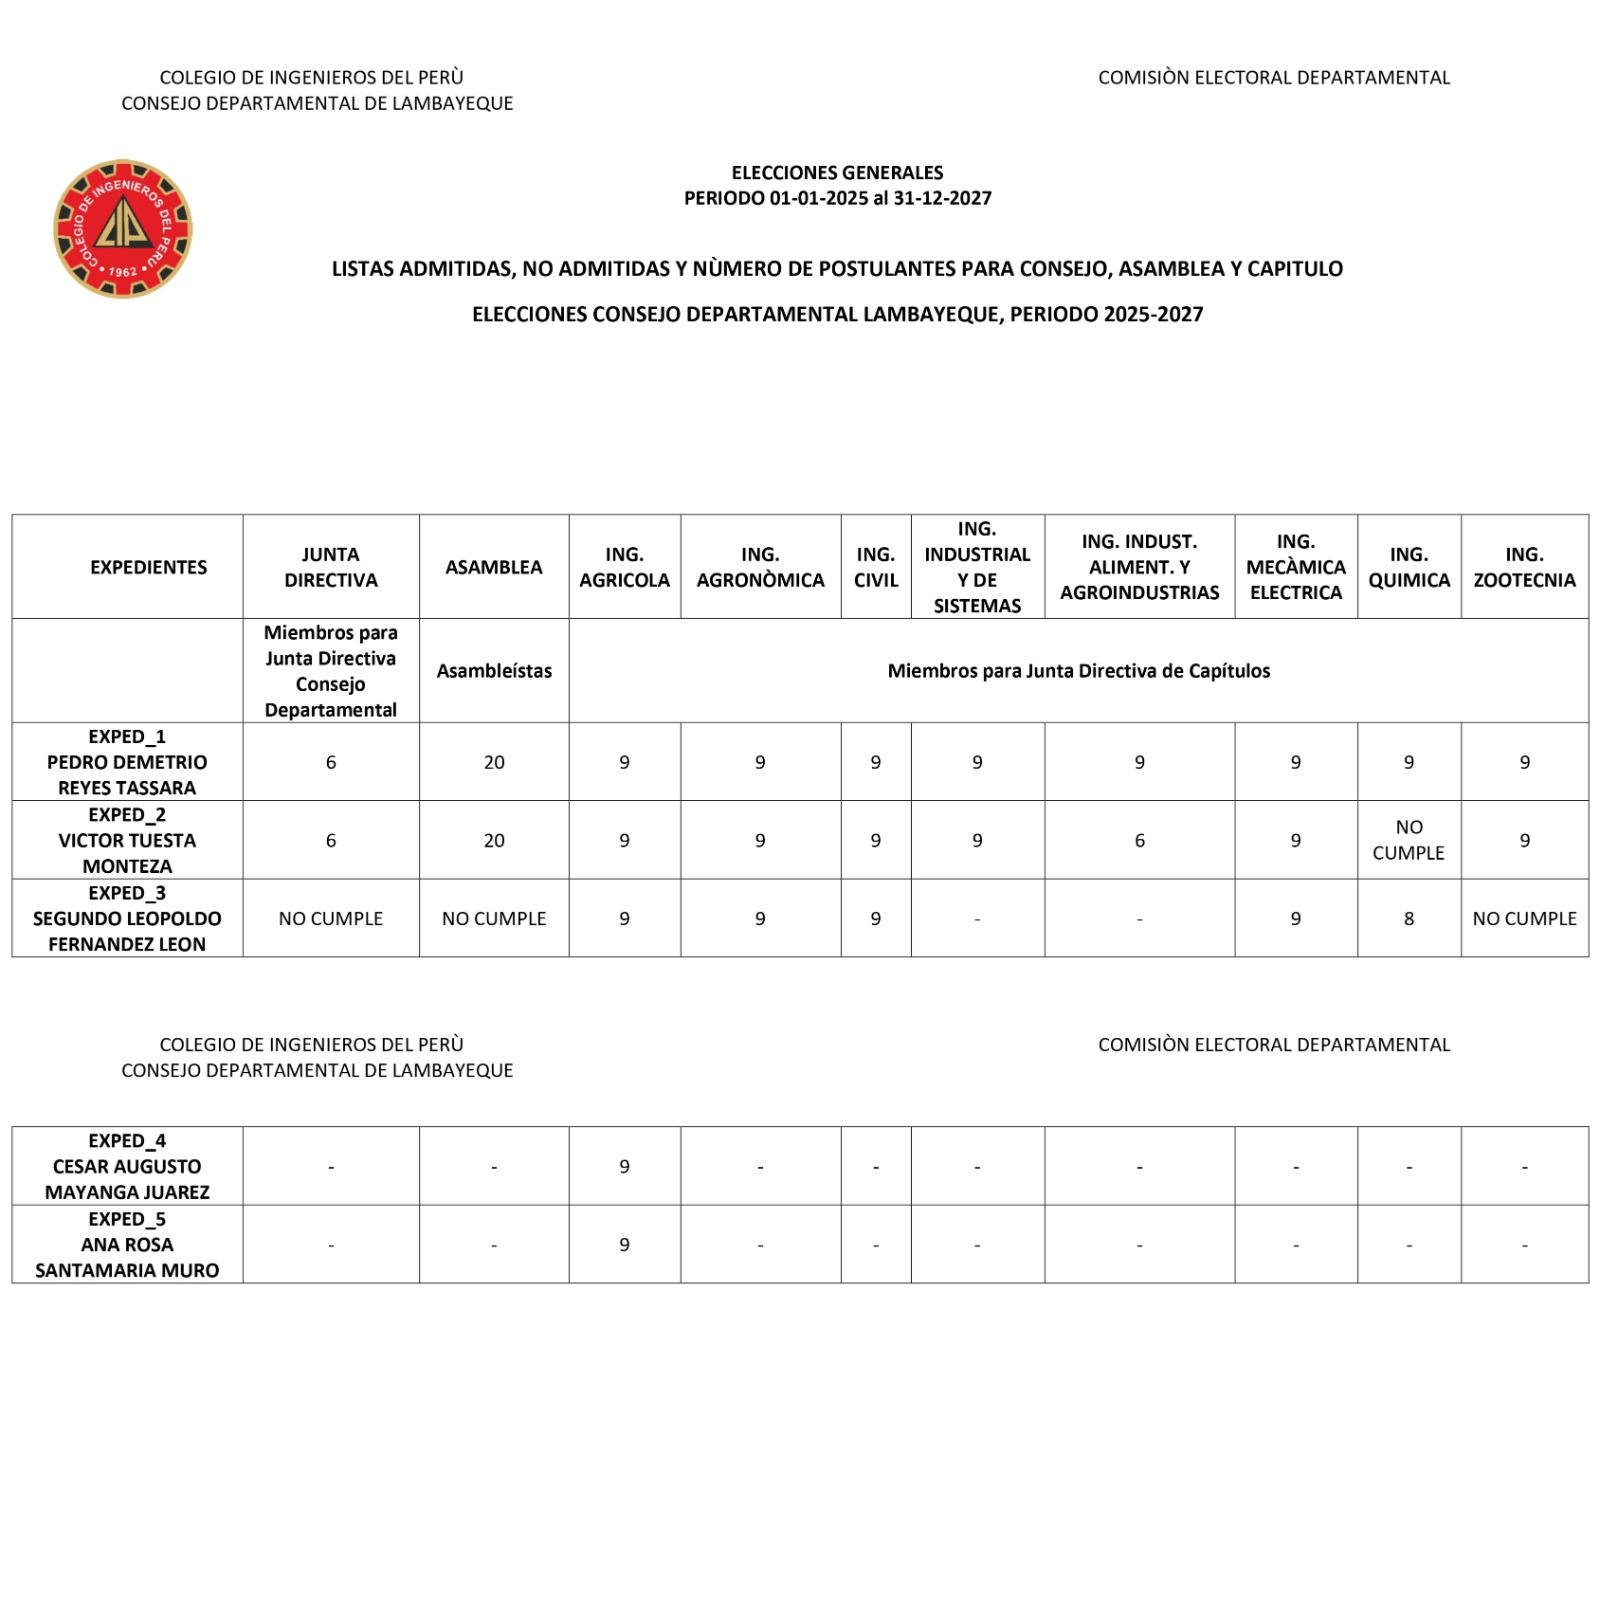 COLEGIO DE INGENIEROS DEL PERÙ
CONSEJO DEPARTAMENTAL DE LAMBAYEQUE
COMISIÒN ELECTORAL DEPARTAMENTAL
COLEGIO DE INGENIEROS DEL PERU
CIP
• 1962 •
ELECCIONES GENERALES
PERIODO 01-01-2025 al 31-12-2027
LISTAS ADMITIDAS, NO ADMITIDAS Y NÙMERO DE POSTULANTES PARA CONSEJO, ASAMBLEA Y CAPITULO
ELECCIONES CONSEJO DEPARTAMENTAL LAMBAYEQUE, PERIODO 2025-2027
EXPEDIENTES
JUNTA
DIRECTIVA
ASAMBLEA
ING.
AGRICOLA
ING.
AGRONÒMICA
ING.
CIVIL
ING.
INDUSTRIAL
Y DE
SISTEMAS
ING. INDUST.
ALIMENT. Y
AGROINDUSTRIAS
ING.
MECÀMICA
ELECTRICA
ING.
QUIMICA
ING.
ZOOTECNIA
Miembros para
Junta Directiva
Consejo
Departamental
Asambleístas
Miembros para Junta Directiva de Capítulos
EXPED_1
PEDRO DEMETRIO
REYES TASSARA
6
20
9
9
9
9
9
9
9
9
EXPED_2
VICTOR TUESTA
MONTEZA
6
20
9
9
9
9
6
9
NO
CUMPLE
9
EXPED_3
SEGUNDO LEOPOLDO
FERNANDEZ LEON
NO CUMPLE
NO CUMPLE
9
9
9
-
-
9
8
NO CUMPLE
COLEGIO DE INGENIEROS DEL PERÙ
CONSEJO DEPARTAMENTAL DE LAMBAYEQUE
COMISIÒN ELECTORAL DEPARTAMENTAL
EXPED_4
CESAR AUGUSTO
MAYANGA JUAREZ
-
-
9
-
-
-
-
-
-
-
EXPED_5
ANA ROSA
SANTAMARIA MURO
-
-
9
-
-
-
-
-
-
-